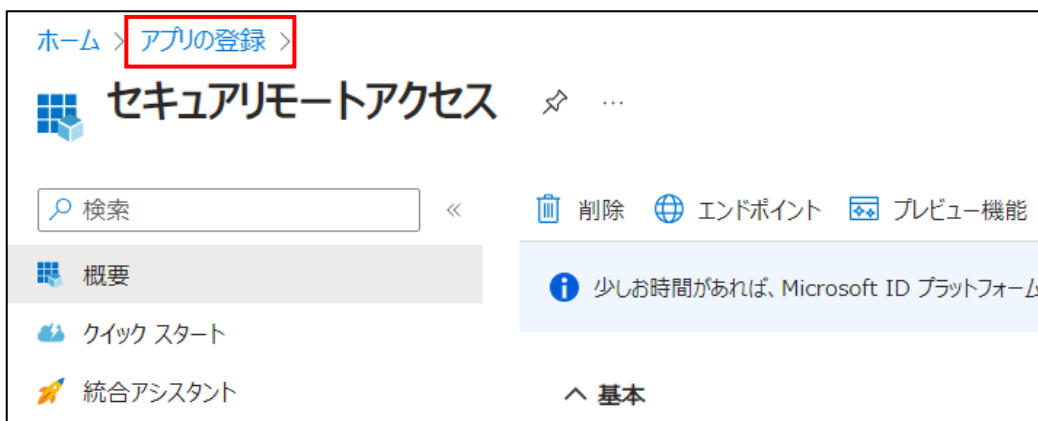 ホーム > アプリの登録 >
セキュアリモートアクセス …
検索 «
削除 エンドポイント プレビュー機能
概要
少しお時間があれば、Microsoft ID プラットフォーム
クイック スタート
統合アシスタント
基本